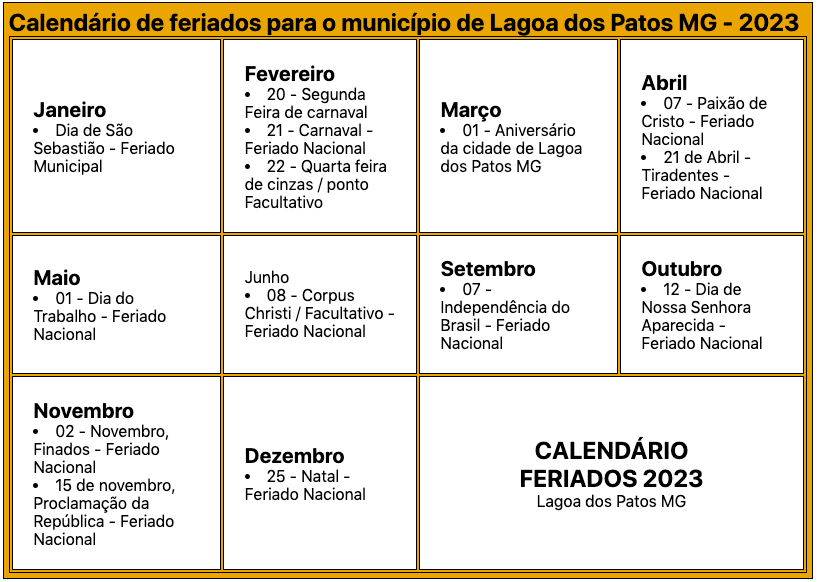 Calendário de feriados para o município de Lagoa dos Patos MG - 2023
Janeiro
• Dia de São
Sebastião - Feriado
Municipal
Fevereiro
• 20 - Segunda
Feira de carnaval
• 21 - Carnaval -
Feriado Nacional
• 22 - Quarta feira
de cinzas / ponto
Facultativo
Março
• 01 - Aniversário
da cidade de Lagoa
dos Patos MG
Abril
• 07 - Paixão de
Cristo - Feriado
Nacional
• 21 de Abril -
Tiradentes -
Feriado Nacional
Maio
• 01 - Dia do
Trabalho - Feriado
Nacional
Junho
• 08 - Corpus
Christi / Facultativo -
Feriado Nacional
Setembro
• 07 -
Independência do
Brasil - Feriado
Nacional
Outubro
• 12 - Dia de
Nossa Senhora
Aparecida -
Feriado Nacional
Novembro
• 02 - Novembro,
Finados - Feriado
Nacional
• 15 de novembro,
Proclamação da
República - Feriado
Nacional
Dezembro
• 25 - Natal -
Feriado Nacional
CALENDÁRIO
FERIADOS 2023
Lagoa dos Patos MG